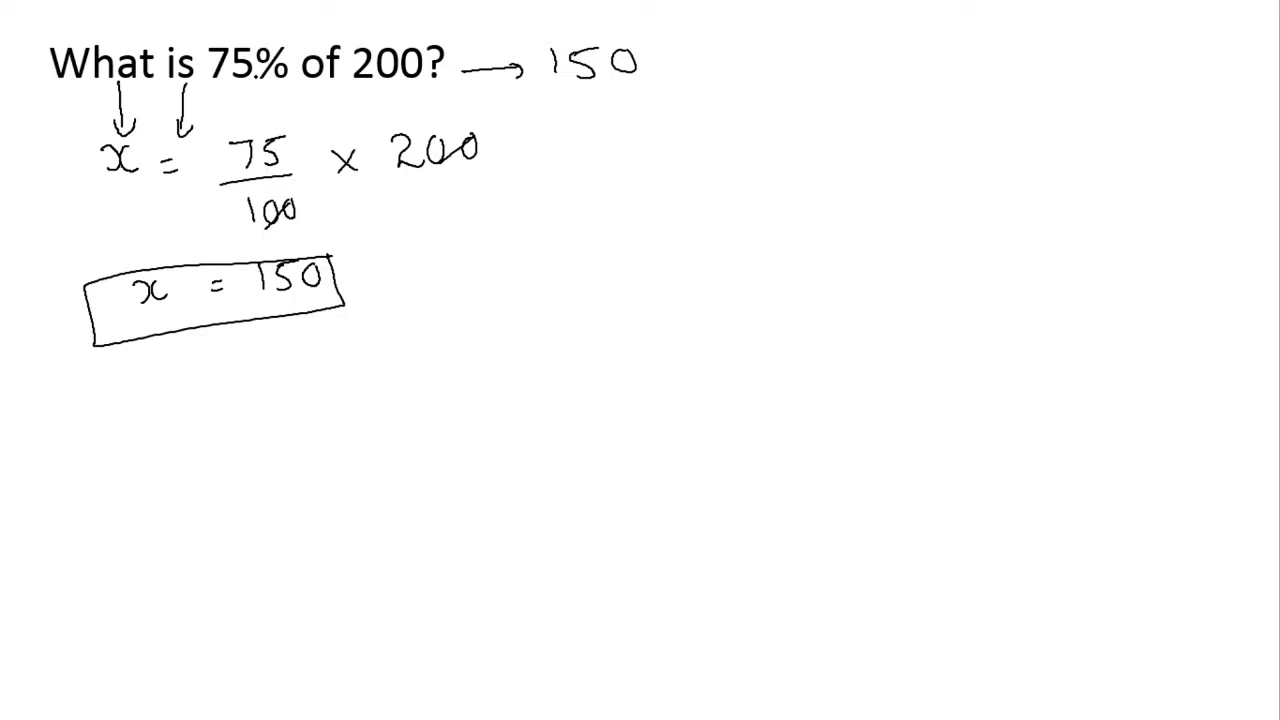 What is 75% of 200? → 150
x = 75/100 × 200
x = 150